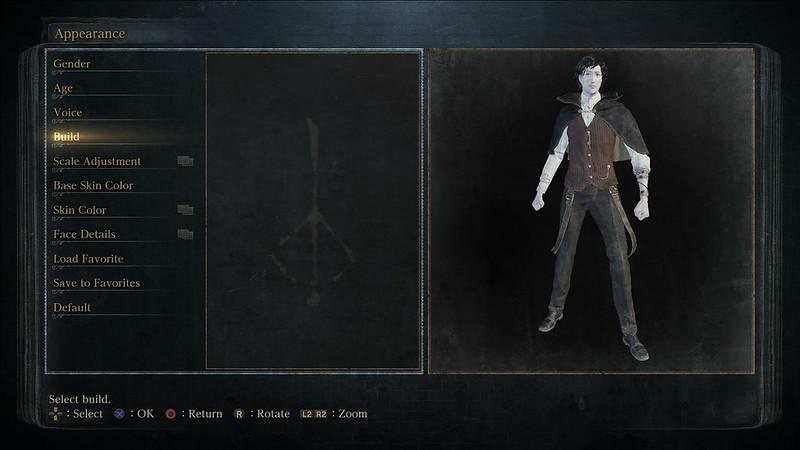 Appearance
Gender
Age
Voice
Build
Scale Adjustment
Base Skin Color
Skin Color
Face Details
Load Favorite
Save to Favorites
Default
Select build.
: Select : OK : Return R : Rotate L2 R2 : Zoom